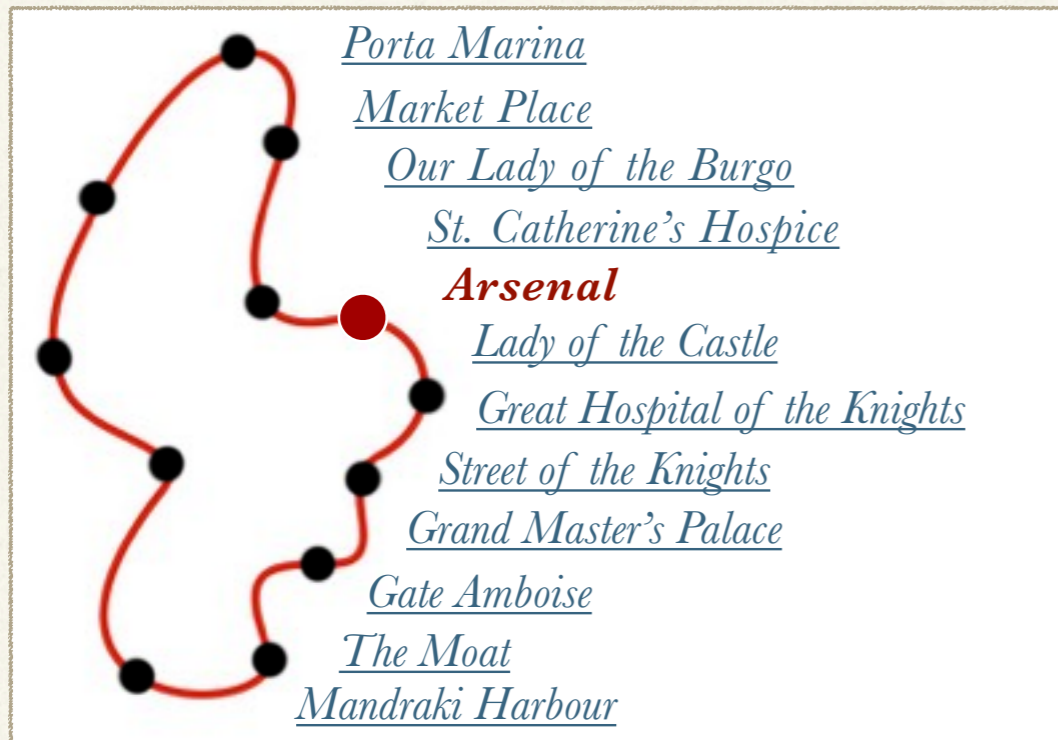 Porta Marina
Market Place
Our Lady of the Burgo
St. Catherine’s Hospice
Arsenal
Lady of the Castle
Great Hospital of the Knights
Street of the Knights
Grand Master’s Palace
Gate Amboise
The Moat
Mandraki Harbour